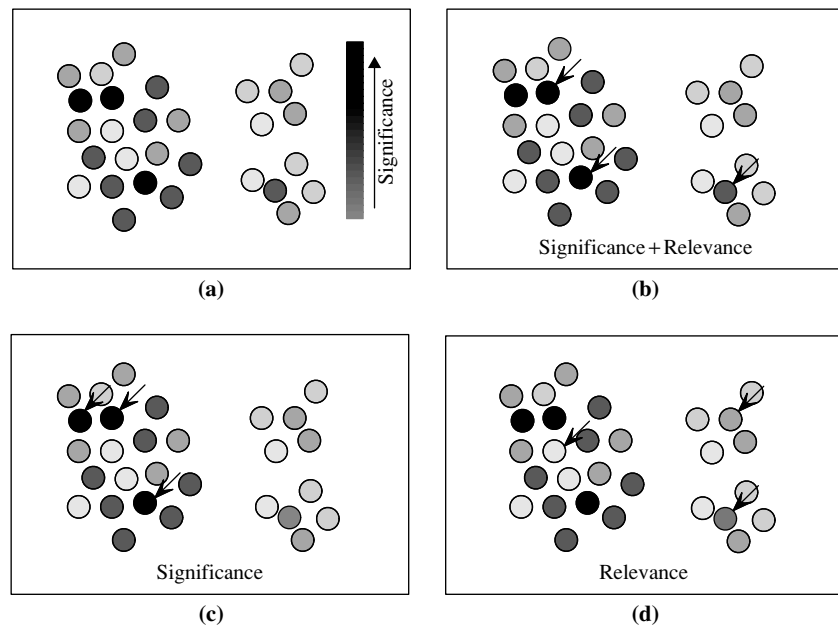 Significance
(a)
Significance + Relevance
(b)
Significance
(c)
Relevance
(d)